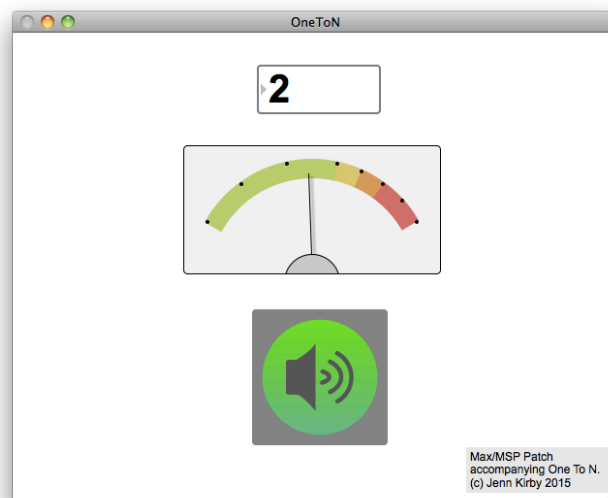 OneToN
2
Max/MSP Patch
accompanying One To N.
(c) Jenn Kirby 2015